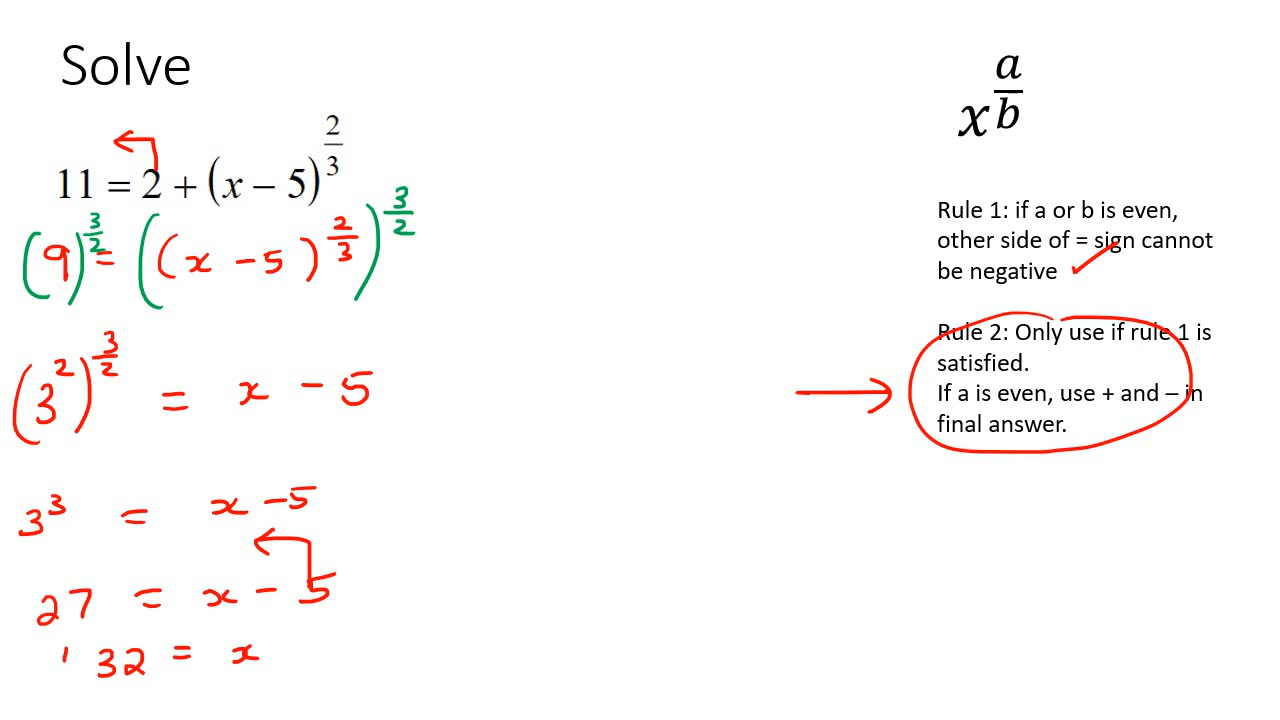 Solve
11 = 2 + (x − 5)^(2/3)
(9)^(3/2) = ((x − 5)^(2/3))^(3/2)
(3^2)^(3/2) = x − 5
3^3 = x − 5
27 = x − 5
32 = x
x^(a/b)
Rule 1: if a or b is even,
other side of = sign cannot
be negative
Rule 2: Only use if rule 1 is
satisfied.
If a is even, use + and – in
final answer.